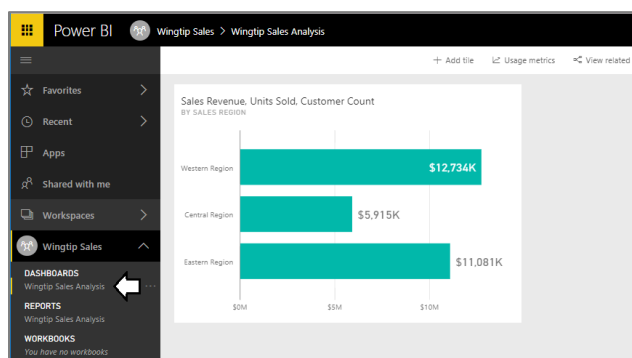 Power BI
Wingtip Sales > Wingtip Sales Analysis
Add tile
Usage metrics
View related
Favorites
Recent
Apps
Shared with me
Workspaces
Wingtip Sales
DASHBOARDS
Wingtip Sales Analysis
REPORTS
Wingtip Sales Analysis
WORKBOOKS
You have no workbooks
Sales Revenue, Units Sold, Customer Count
BY SALES REGION
Western Region
$12,734K
Central Region
$5,915K
Eastern Region
$11,081K
$0M $5M $10M